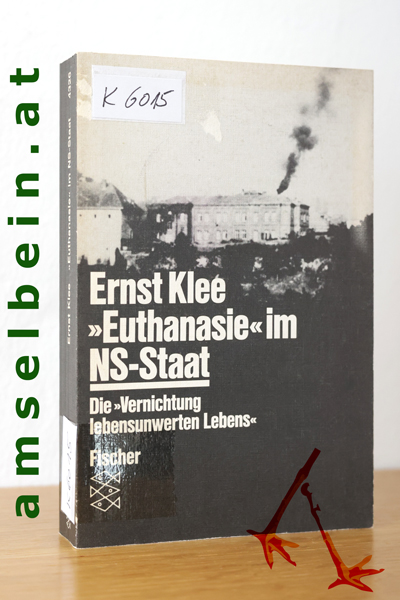 amselbein.at
K 6015
Ernst Klee
»Euthanasie« im
NS-Staat
Die »Vernichtung
lebensunwerten Lebens«
Fischer
Ernst Klee »Euthanasie« im NS-Staat 4326